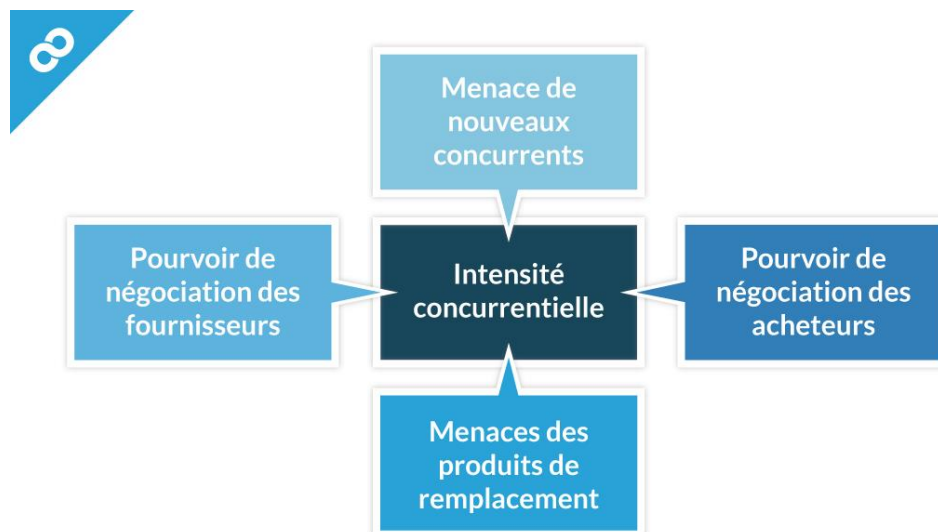 Menace de
nouveaux
concurrents
Pourvoir de
négociation des
fournisseurs
Intensité
concurrentielle
Pourvoir de
négociation des
acheteurs
Menaces des
produits de
remplacement